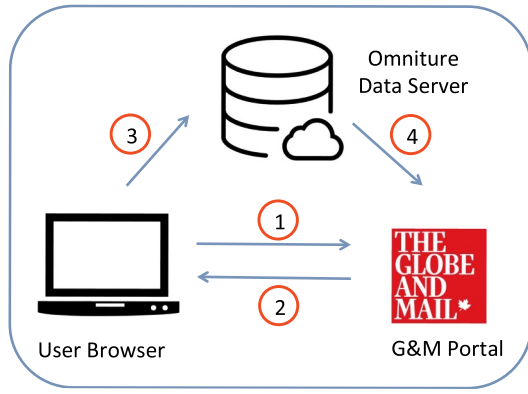 Omniture
Data Server
3
4
1
THE
GLOBE
AND
MAIL
2
User Browser
G&M Portal